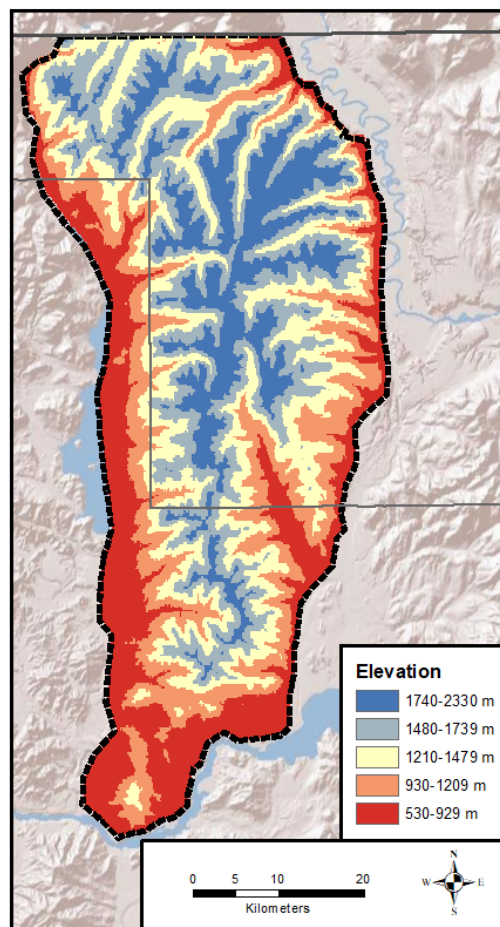 Elevation
1740-2330 m
1480-1739 m
1210-1479 m
930-1209 m
530-929 m
0 5 10 20
Kilometers
N
W E
S